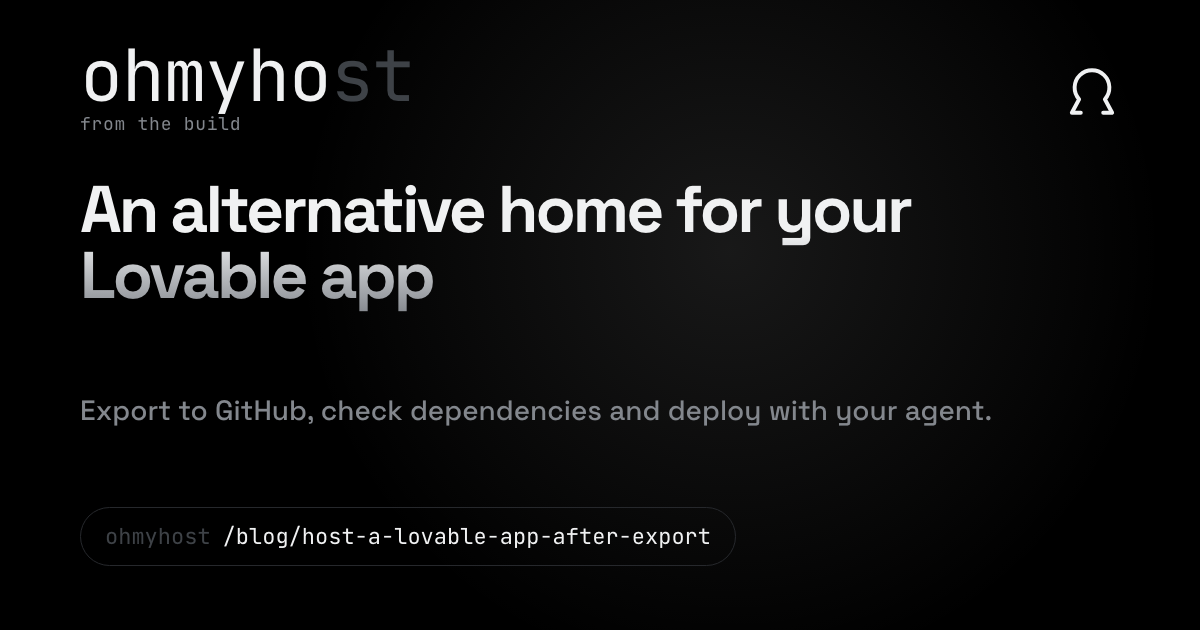 ohmyhost
from the build
An alternative home for your
Lovable app
Export to GitHub, check dependencies and deploy with your agent.
ohmyhost /blog/host-a-lovable-app-after-export